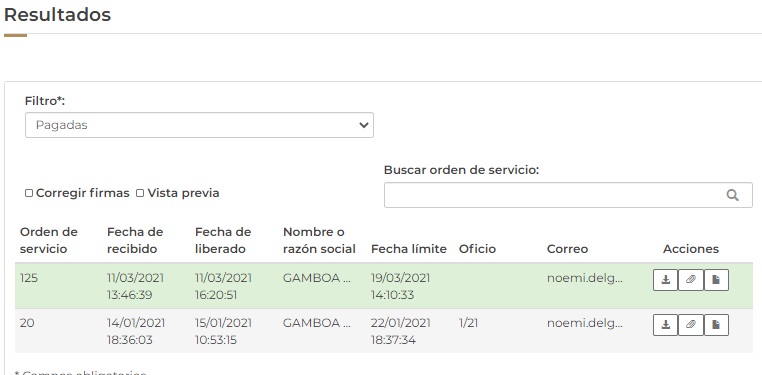 Resultados
Filtro*:
Pagadas
Buscar orden de servicio:
Corregir firmas Vista previa
Orden de servicio Fecha de recibido Fecha de liberado Nombre o razón social Fecha límite Oficio Correo Acciones
125 11/03/2021 13:46:39 11/03/2021 16:20:51 GAMBOA ... 19/03/2021 14:10:33 noemi.delg...
20 14/01/2021 18:36:03 15/01/2021 10:53:15 GAMBOA ... 22/01/2021 18:37:34 1/21 noemi.delg...
* Campos obligatorios